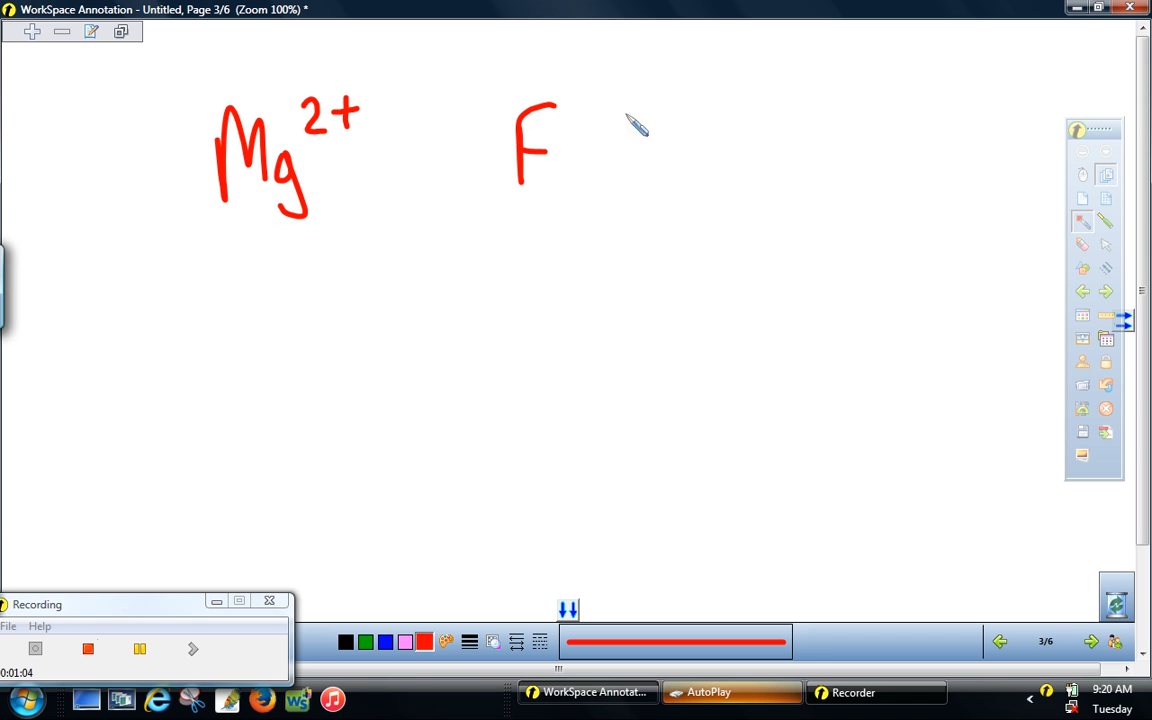 WorkSpace Annotation - Untitled, Page 3/6 (Zoom 100%) *
Mg2+ F
Recording
File Help
0:01:04
3/6
WorkSpace Annotat...
AutoPlay
Recorder
9:20 AM
Tuesday